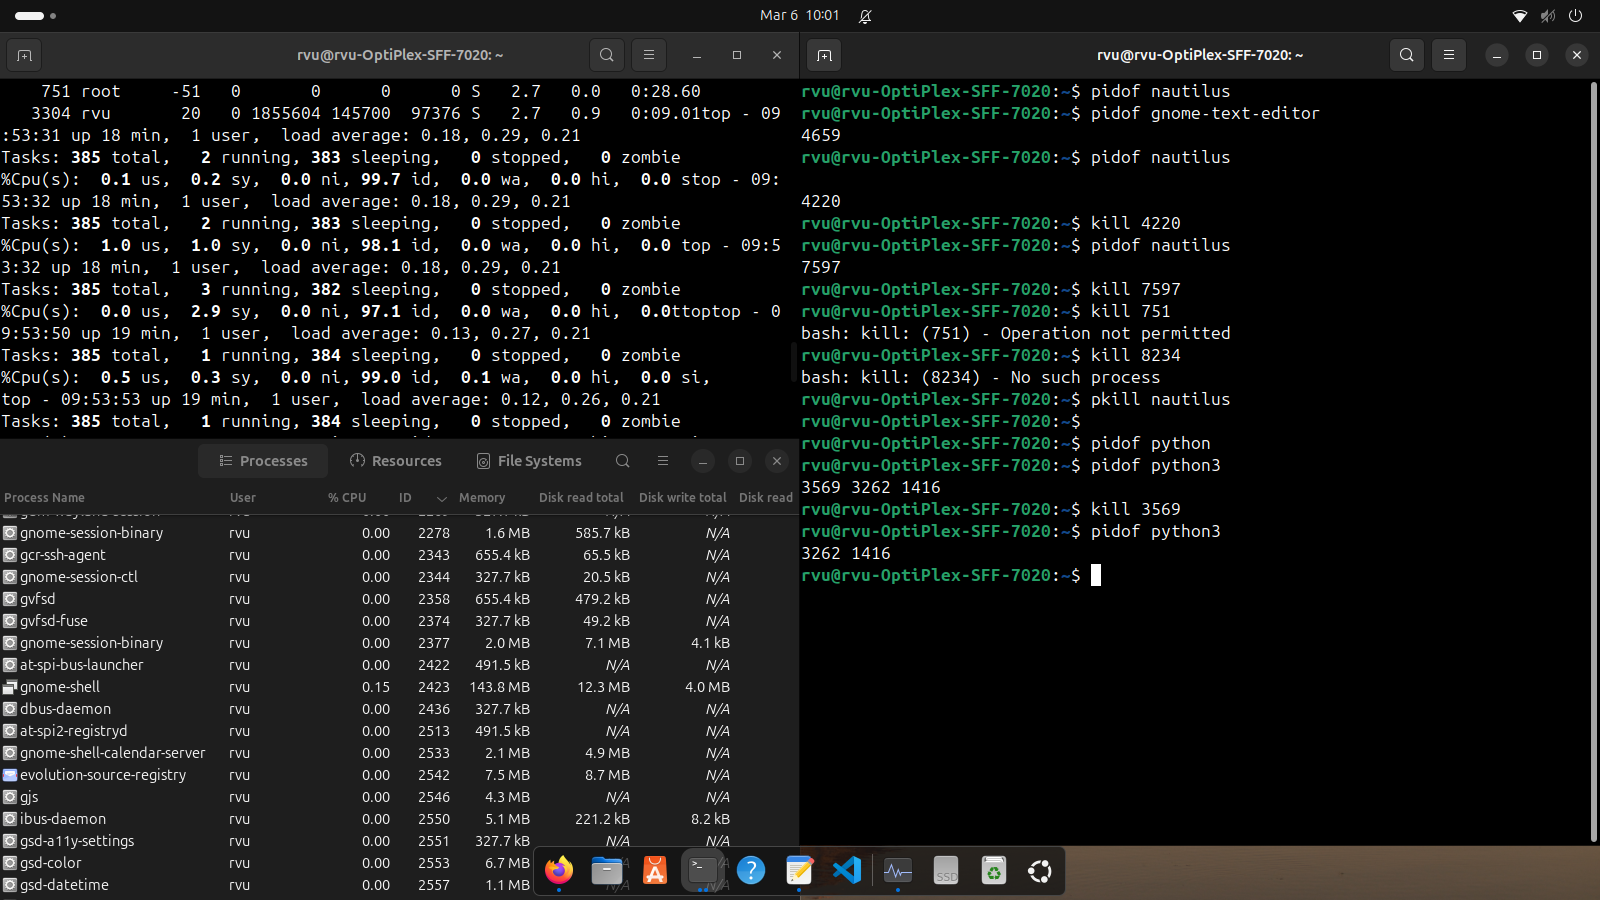 Mar 6 10:01
rvu@rvu-OptiPlex-SFF-7020: ~
751 root -51 0 0 0 0 S 2.7 0.0 0:28.60
3304 rvu 20 0 1855604 145700 97376 S 2.7 0.9 0:09.01top - 09
:53:31 up 18 min, 1 user, load average: 0.18, 0.29, 0.21
Tasks: 385 total, 2 running, 383 sleeping, 0 stopped, 0 zombie
%Cpu(s): 0.1 us, 0.2 sy, 0.0 ni, 99.7 id, 0.0 wa, 0.0 hi, 0.0 stop - 09:
53:32 up 18 min, 1 user, load average: 0.18, 0.29, 0.21
Tasks: 385 total, 2 running, 383 sleeping, 0 stopped, 0 zombie
%Cpu(s): 1.0 us, 1.0 sy, 0.0 ni, 98.1 id, 0.0 wa, 0.0 hi, 0.0 top - 09:5
3:32 up 18 min, 1 user, load average: 0.18, 0.29, 0.21
Tasks: 385 total, 3 running, 382 sleeping, 0 stopped, 0 zombie
%Cpu(s): 0.0 us, 2.9 sy, 0.0 ni, 97.1 id, 0.0 wa, 0.0 hi, 0.0ttoptop - 0
9:53:50 up 19 min, 1 user, load average: 0.13, 0.27, 0.21
Tasks: 385 total, 1 running, 384 sleeping, 0 stopped, 0 zombie
%Cpu(s): 0.5 us, 0.3 sy, 0.0 ni, 99.0 id, 0.1 wa, 0.0 hi, 0.0 si,
top - 09:53:53 up 19 min, 1 user, load average: 0.12, 0.26, 0.21
Tasks: 385 total, 1 running, 384 sleeping, 0 stopped, 0 zombie
Processes Resources File Systems
Process Name User % CPU ID Memory Disk read total Disk write total Disk read
gnome-session-binary rvu 0.00 2278 1.6 MB 585.7 kB N/A
gcr-ssh-agent rvu 0.00 2343 655.4 kB 65.5 kB N/A
gnome-session-ctl rvu 0.00 2344 327.7 kB 20.5 kB N/A
gvfsd rvu 0.00 2358 655.4 kB 479.2 kB N/A
gvfsd-fuse rvu 0.00 2374 327.7 kB 49.2 kB N/A
gnome-session-binary rvu 0.00 2377 2.0 MB 7.1 MB 4.1 kB
at-spi-bus-launcher rvu 0.00 2422 491.5 kB N/A N/A
gnome-shell rvu 0.15 2423 143.8 MB 12.3 MB 4.0 MB
dbus-daemon rvu 0.00 2436 327.7 kB N/A N/A
at-spi2-registryd rvu 0.00 2513 491.5 kB N/A N/A
gnome-shell-calendar-server rvu 0.00 2533 2.1 MB 4.9 MB N/A
evolution-source-registry rvu 0.00 2542 7.5 MB 8.7 MB N/A
gjs rvu 0.00 2546 4.3 MB N/A N/A
ibus-daemon rvu 0.00 2550 5.1 MB 221.2 kB 8.2 kB
gsd-a11y-settings rvu 0.00 2551 327.7 kB N/A N/A
gsd-color rvu 0.00 2553 6.7 MB
gsd-datetime rvu 0.00 2557 1.1 MB N/A N/A
rvu@rvu-OptiPlex-SFF-7020: ~
rvu@rvu-OptiPlex-SFF-7020:~$ pidof nautilus
rvu@rvu-OptiPlex-SFF-7020:~$ pidof gnome-text-editor
4659
rvu@rvu-OptiPlex-SFF-7020:~$ pidof nautilus
4220
rvu@rvu-OptiPlex-SFF-7020:~$ kill 4220
rvu@rvu-OptiPlex-SFF-7020:~$ pidof nautilus
7597
rvu@rvu-OptiPlex-SFF-7020:~$ kill 7597
rvu@rvu-OptiPlex-SFF-7020:~$ kill 751
bash: kill: (751) - Operation not permitted
rvu@rvu-OptiPlex-SFF-7020:~$ kill 8234
bash: kill: (8234) - No such process
rvu@rvu-OptiPlex-SFF-7020:~$ pkill nautilus
rvu@rvu-OptiPlex-SFF-7020:~$
rvu@rvu-OptiPlex-SFF-7020:~$ pidof python
rvu@rvu-OptiPlex-SFF-7020:~$ pidof python3
3569 3262 1416
rvu@rvu-OptiPlex-SFF-7020:~$ kill 3569
rvu@rvu-OptiPlex-SFF-7020:~$ pidof python3
3262 1416
rvu@rvu-OptiPlex-SFF-7020:~$
SSD